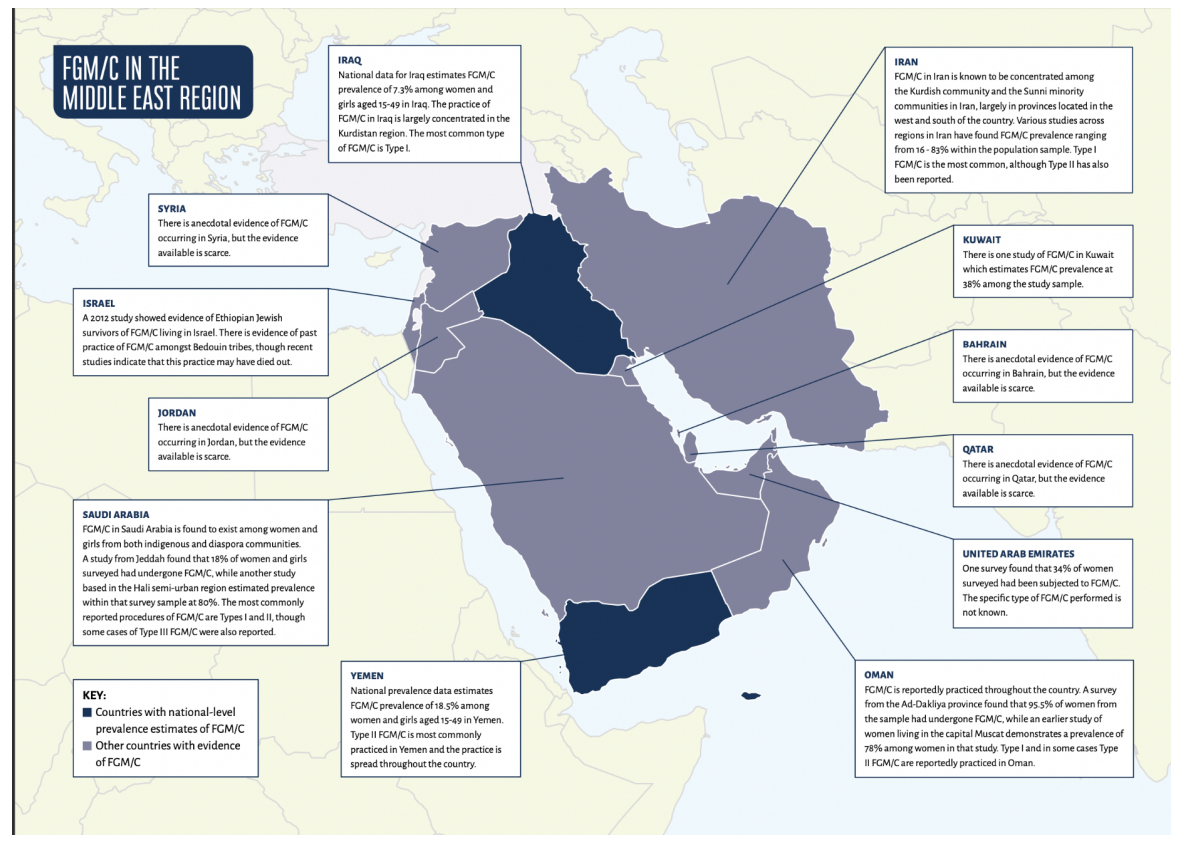 FGM/C IN THE
MIDDLE EAST REGION
IRAQ
National data for Iraq estimates FGM/C
prevalence of 7.3% among women and
girls aged 15-49 in Iraq. The practice of
FGM/C in Iraq is largely concentrated in the
Kurdistan region. The most common type
of FGM/C is Type I.
IRAN
FGM/C in Iran is known to be concentrated among
the Kurdish community and the Sunni minority
communities in Iran, largely in provinces located in the
west and south of the country. Various studies across
regions in Iran have found FGM/C prevalence ranging
from 16 - 83% within the population sample. Type I
FGM/C is the most common, although Type II has also
been reported.
SYRIA
There is anecdotal evidence of FGM/C
occurring in Syria, but the evidence
available is scarce.
KUWAIT
There is one study of FGM/C in Kuwait
which estimates FGM/C prevalence at
38% among the study sample.
ISRAEL
A 2012 study showed evidence of Ethiopian Jewish
survivors of FGM/C living in Israel. There is evidence of past
practice of FGM/C amongst Bedouin tribes, though recent
studies indicate that this practice may have died out.
BAHRAIN
There is anecdotal evidence of FGM/C
occurring in Bahrain, but the evidence
available is scarce.
JORDAN
There is anecdotal evidence of FGM/C
occurring in Jordan, but the evidence
available is scarce.
QATAR
There is anecdotal evidence of FGM/C
occurring in Qatar, but the evidence
available is scarce.
SAUDI ARABIA
FGM/C in Saudi Arabia is found to exist among women and
girls from both indigenous and diaspora communities.
A study from Jeddah found that 18% of women and girls
surveyed had undergone FGM/C, while another study
based in the Hali semi-urban region estimated prevalence
within that survey sample at 80%. The most commonly
reported procedures of FGM/C are Types I and II, though
some cases of Type III FGM/C were also reported.
UNITED ARAB EMIRATES
One survey found that 34% of women
surveyed had been subjected to FGM/C.
The specific type of FGM/C performed is
not known.
YEMEN
National prevalence data estimates
FGM/C prevalence of 18.5% among
women and girls aged 15-49 in Yemen.
Type II FGM/C is most commonly
practiced in Yemen and the practice is
spread throughout the country.
OMAN
FGM/C is reportedly practiced throughout the country. A survey
from the Ad-Dakliya province found that 95.5% of women from
the sample had undergone FGM/C, while an earlier study of
women living in the capital Muscat demonstrates a prevalence of
78% among women in that study. Type I and in some cases Type
II FGM/C are reportedly practiced in Oman.
KEY:
Countries with national-level
prevalence estimates of FGM/C
Other countries with evidence
of FGM/C